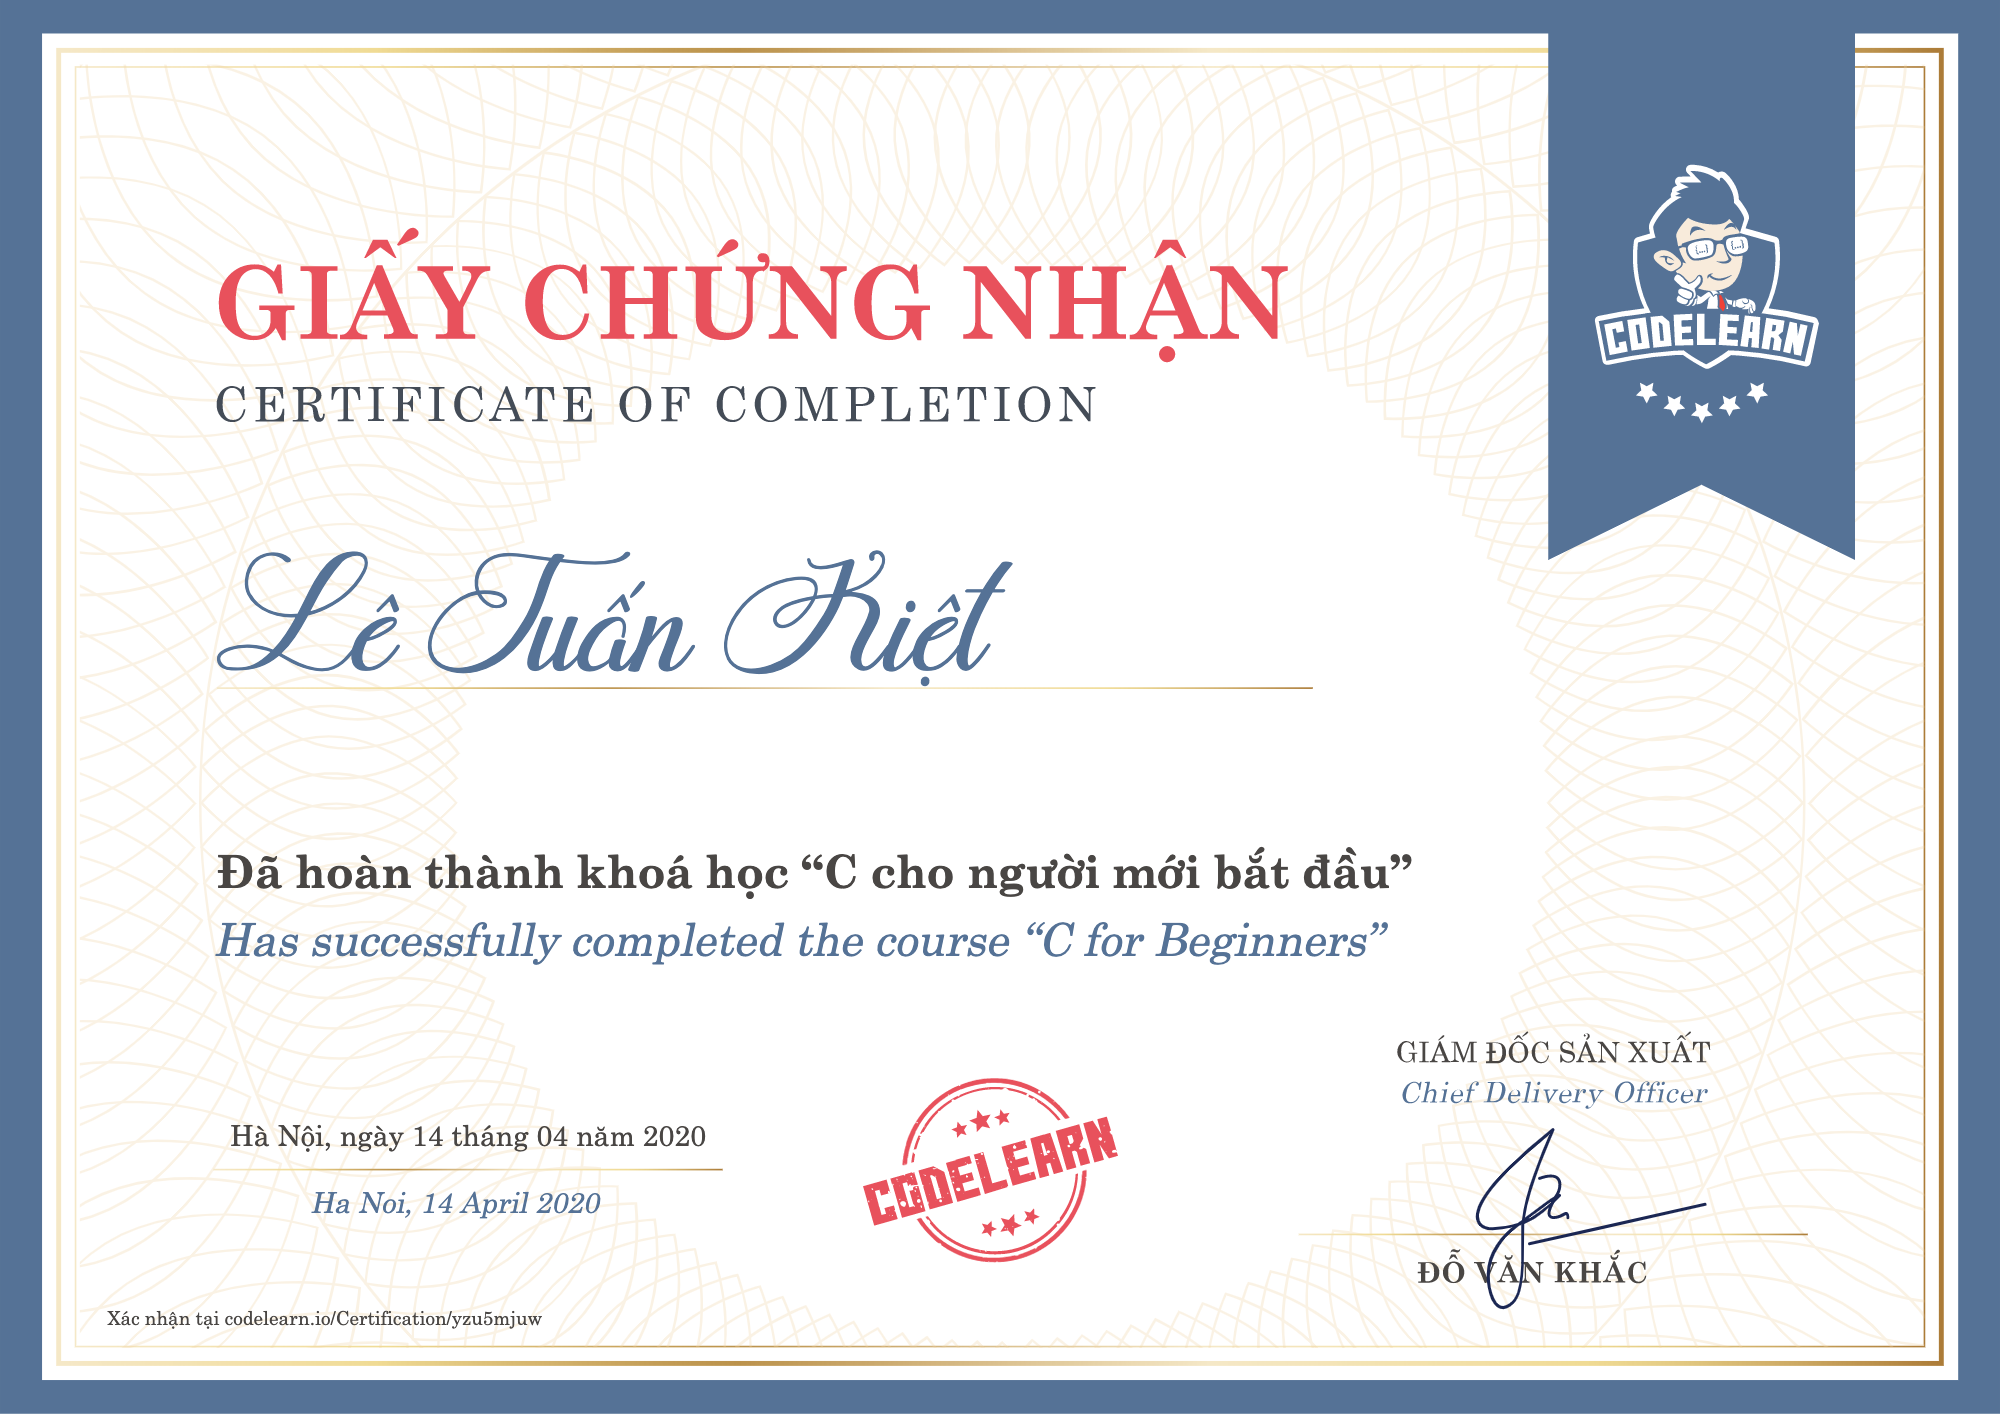 GIẤY CHỨNG NHẬN
CERTIFICATE OF COMPLETION
{...} {...}
CODELEARN
Lê Tuấn Kiệt
Đã hoàn thành khoá học “C cho người mới bắt đầu”
Has successfully completed the course “C for Beginners”
GIÁM ĐỐC SẢN XUẤT
Chief Delivery Officer
Hà Nội, ngày 14 tháng 04 năm 2020
Ha Noi, 14 April 2020
CODELEARN
ĐỖ VĂN KHẮC
Xác nhận tại codelearn.io/Certification/yzu5mjuw